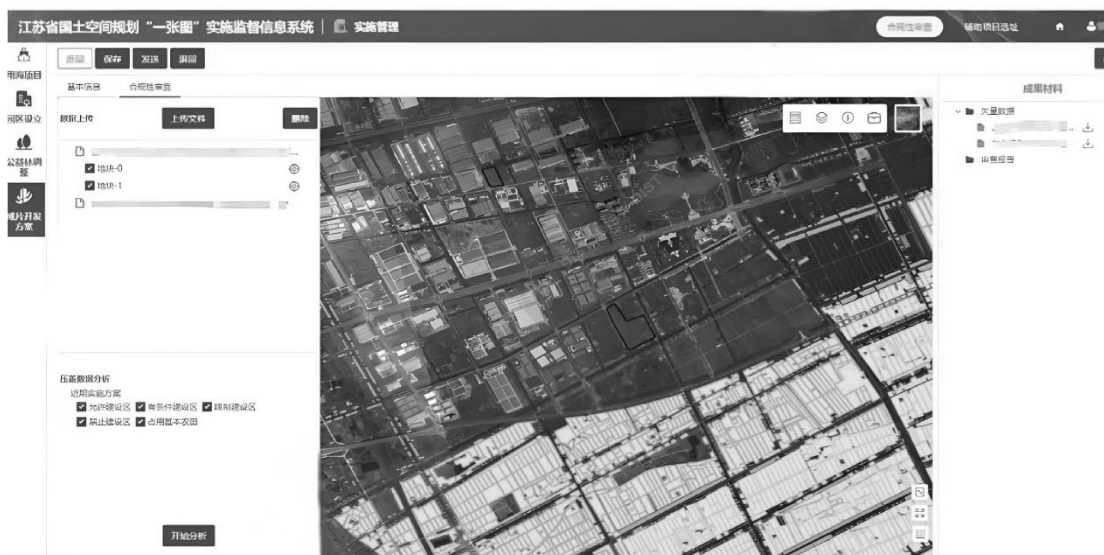 江苏省国土空间规划“一张图”实施监督信息系统 | 实施管理
合规性审查 辅助项目选址
用海项目
园区设立
公益林调整
成片开发方案
返回 保存 发送 退回
基本信息 合规性审查
数据上传 上传文件 删除
地块-0
地块-1
压盖数据分析
近期实施方案
允许建设区 有条件建设区 限制建设区
禁止建设区 占用基本农田
开始分析
成果材料
矢量数据
审查报告